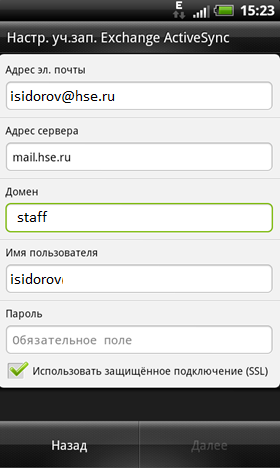 E 15:23
Настр. уч.зап. Exchange ActiveSync
Адрес эл. почты
isidorov@hse.ru
Адрес сервера
mail.hse.ru
Домен
staff
Имя пользователя
isidorov
Пароль
Обязательное поле
Использовать защищённое подключение (SSL)
Назад Далее